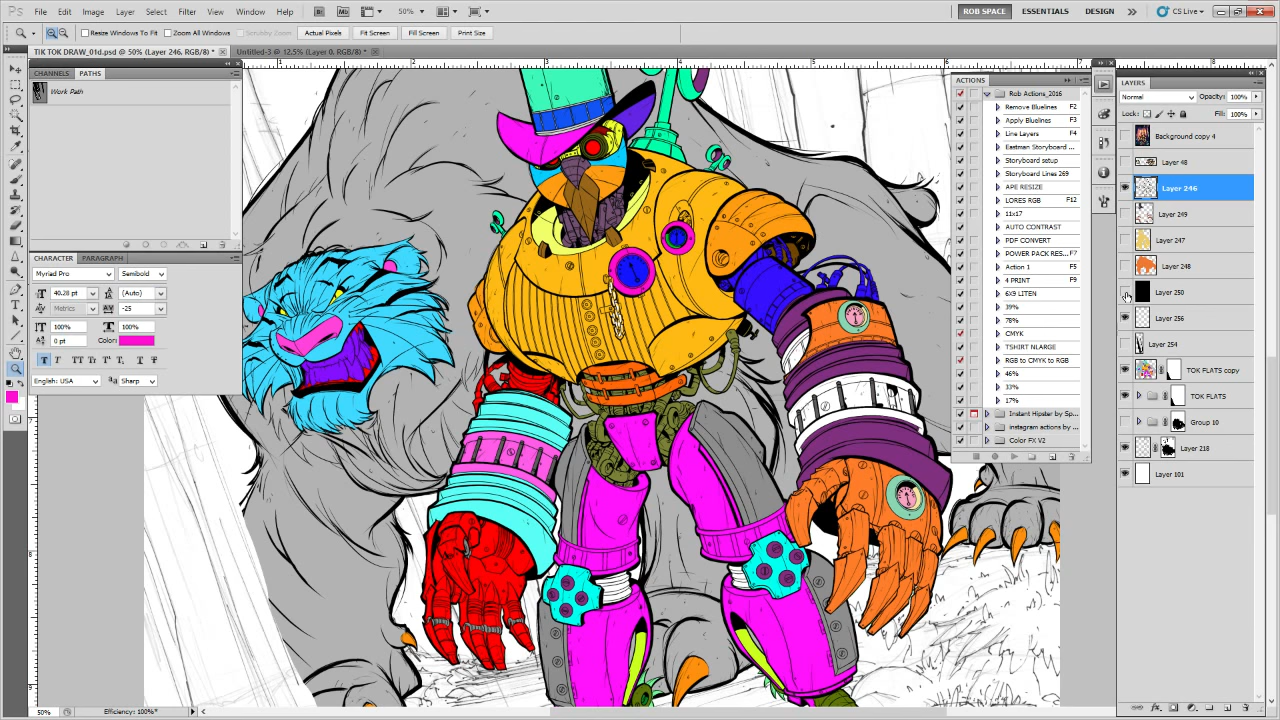 Ps File Edit Image Layer Select Filter View Window Help Mb 50% ROB SPACE ESSENTIALS DESIGN CS Live
Resize Windows To Fit Zoom All Windows Scrubby Zoom Actual Pixels Fit Screen Fill Screen Print Size
TIK TOK DRAW_01d.psd @ 50% (Layer 246, RGB/8) * Untitled-3 @ 12.5% (Layer 0, RGB/8) *
CHANNELS PATHS
Work Path
CHARACTER PARAGRAPH
Myriad Pro Semibold
40.28 pt (Auto)
Metrics -25
100% 100%
0 pt Color:
English: USA Sharp
ACTIONS
Rob Actions_2016
Remove Bluelines F2
Apply Bluelines F3
Line Layers F4
Eastman Storyboard ...
Storyboard setup
Storyboard Lines 269
APE RESIZE
LORES RGB F12
11x17
AUTO CONTRAST
PDF CONVERT
POWER PACK RES... F7
Action 1 F5
4 PRINT F9
6X9 LITEN
39%
78%
CMYK
TSHIRT NLARGE
RGB to CMYK to RGB
46%
33%
17%
Instant Hipster by Sp...
instagram actions by ...
Color FX V2
LAYERS
Normal Opacity: 100%
Lock: Fill: 100%
Background copy 4
Layer 48
Layer 246
Layer 249
Layer 247
Layer 248
Layer 259
Layer 256
Layer 254
TOK FLATS copy
TOK FLATS
Group 10
Layer 218
Layer 101
50% Efficiency: 100%*